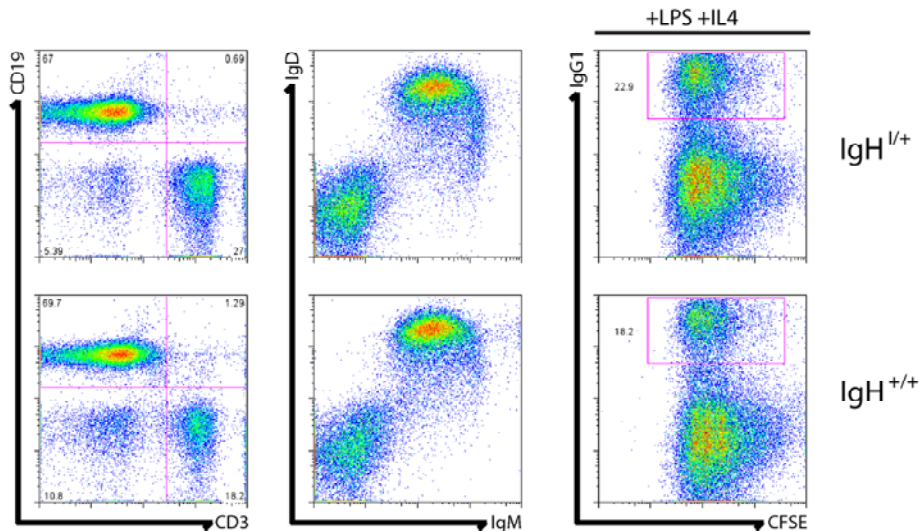 +LPS +IL4
CD19
67
0.69
5.39
27
IgD
IgG1
22.9
IgH I/+
69.7
1.29
10.8
18.2
CD3
IgM
18.2
CFSE
IgH +/+